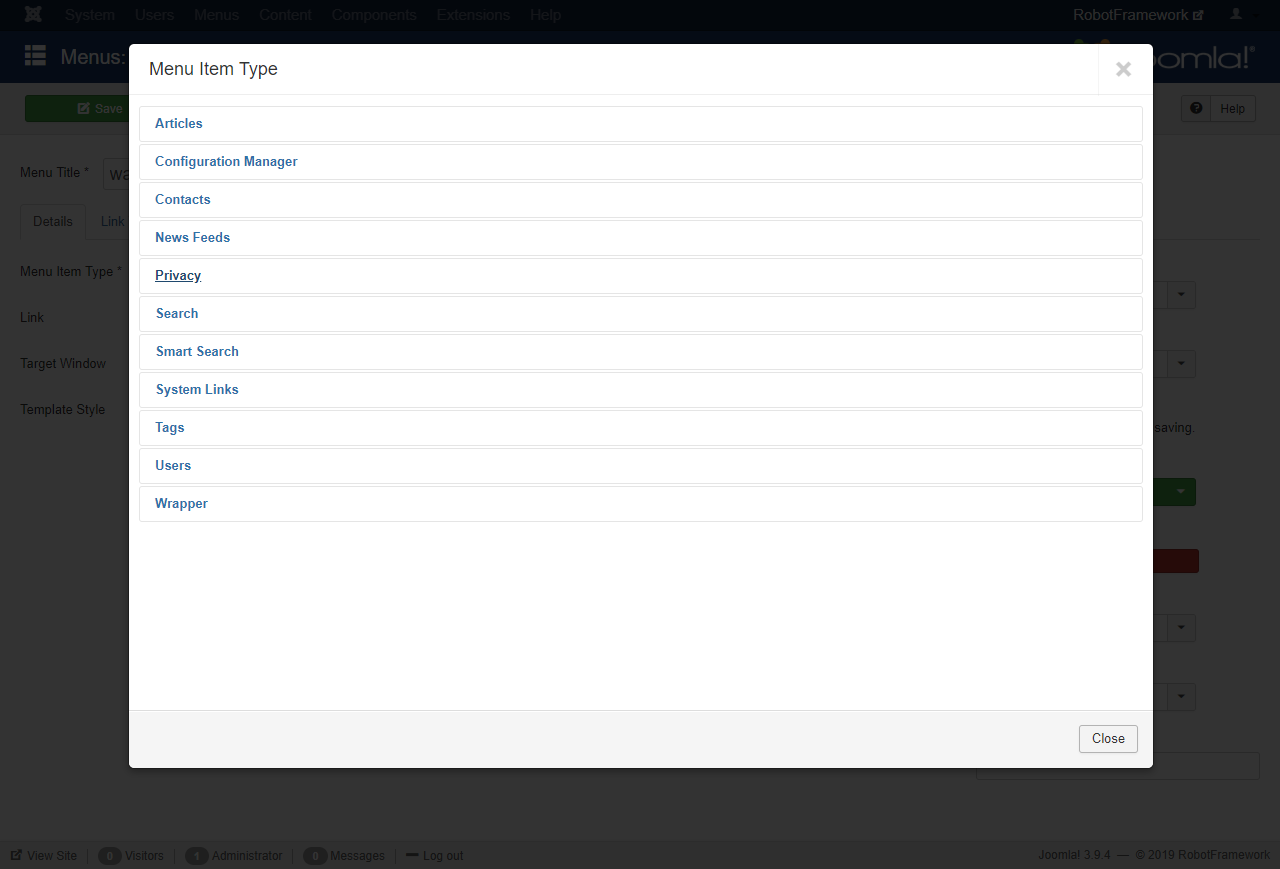 System Users Menus Content Components Extensions Help RobotFramework
Menus:
omla!®
Menu Item Type
×
Save
Help
Articles
Configuration Manager
Contacts
News Feeds
Privacy
Search
Smart Search
System Links
Tags
Users
Wrapper
Menu Title *
Details Link
Menu Item Type *
Link
Target Window
Template Style
saving.
Close
View Site 0 Visitors 1 Administrator 0 Messages Log out
Joomla! 3.9.4 — © 2019 RobotFramework